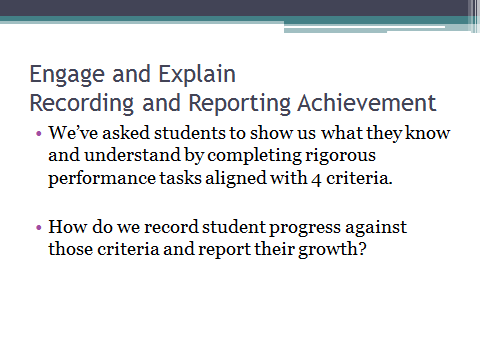 Engage and Explain
Recording and Reporting Achievement
• We’ve asked students to show us what they know
and understand by completing rigorous
performance tasks aligned with 4 criteria.
• How do we record student progress against
those criteria and report their growth?